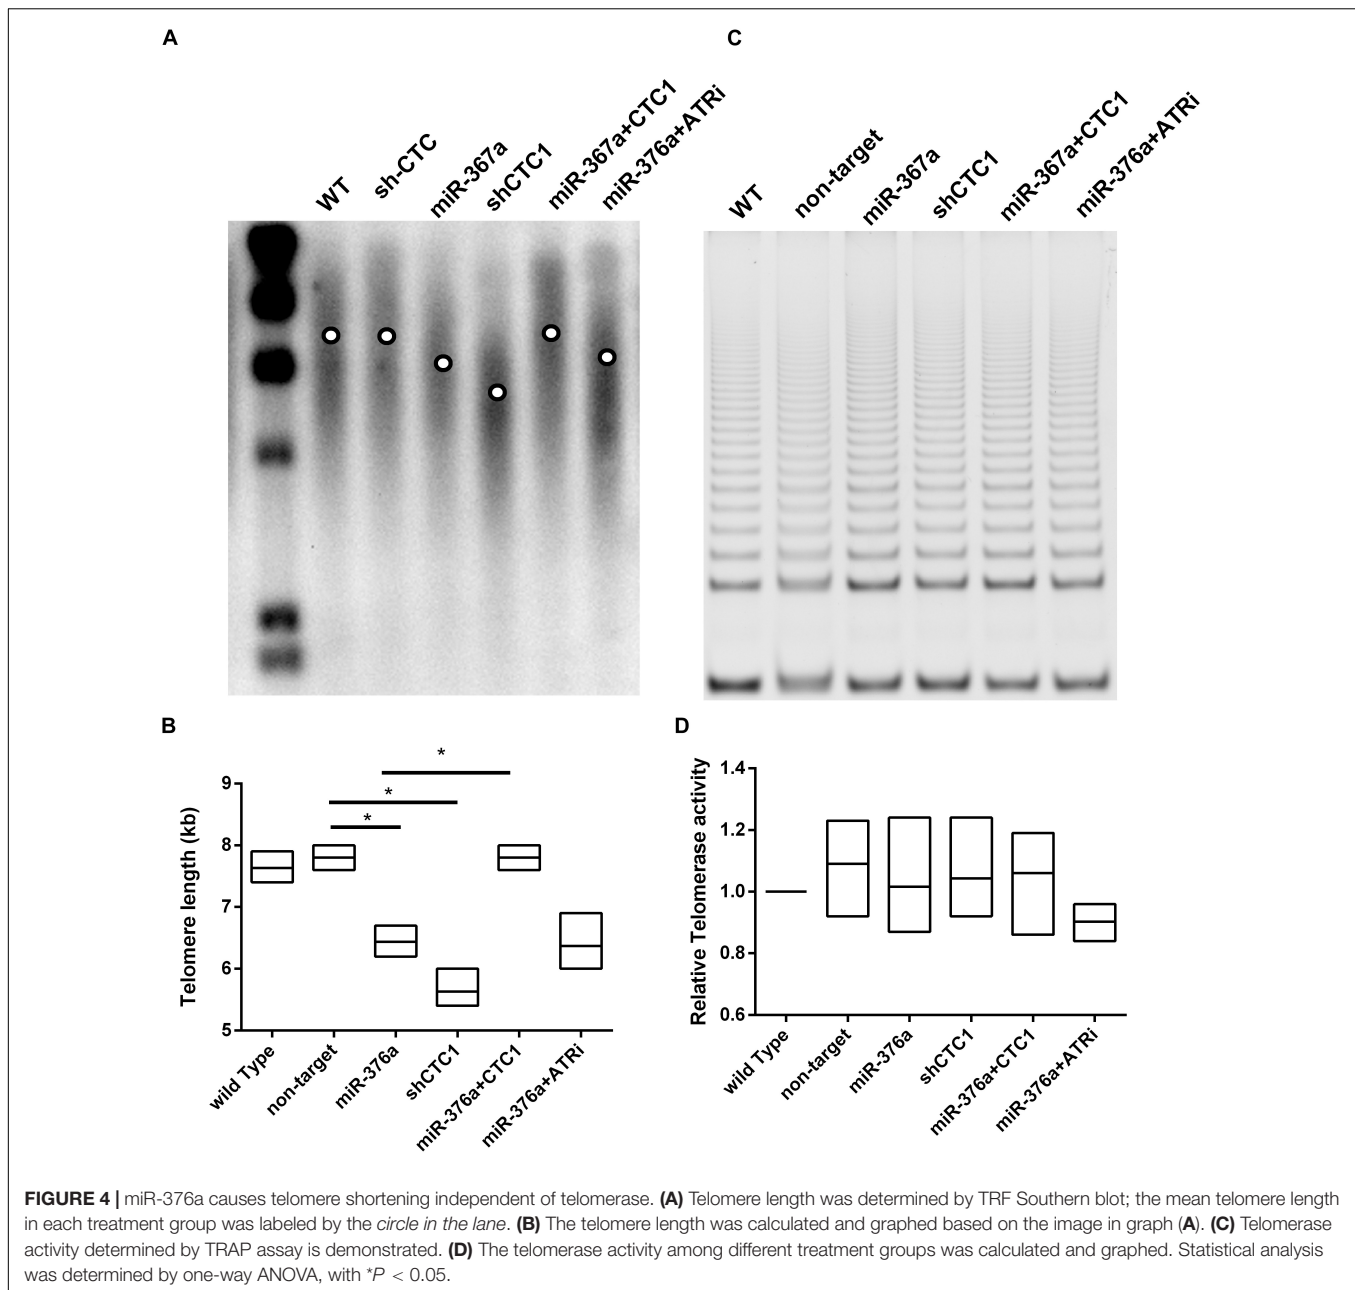 A
WT
sh-CTC
miR-367a
shCTC1
miR-367a+CTC1
miR-376a+ATRi
C
WT
non-target
miR-367a
shCTC1
miR-367a+CTC1
miR-376a+ATRi
B
*
*
*
Telomere length (kb)
9
8
7
6
5
wild Type
non-target
miR-376a
shCTC1
miR-376a+CTC1
miR-376a+ATRi
D
Relative Telomerase activity
1.4
1.2
1.0
0.8
0.6
wild Type
non-target
miR-376a
shCTC1
miR-376a+CTC1
miR-376a+ATRi
FIGURE 4 | miR-376a causes telomere shortening independent of telomerase. (A) Telomere length was determined by TRF Southern blot; the mean telomere length
in each treatment group was labeled by the circle in the lane. (B) The telomere length was calculated and graphed based on the image in graph (A). (C) Telomerase
activity determined by TRAP assay is demonstrated. (D) The telomerase activity among different treatment groups was calculated and graphed. Statistical analysis
was determined by one-way ANOVA, with *P < 0.05.